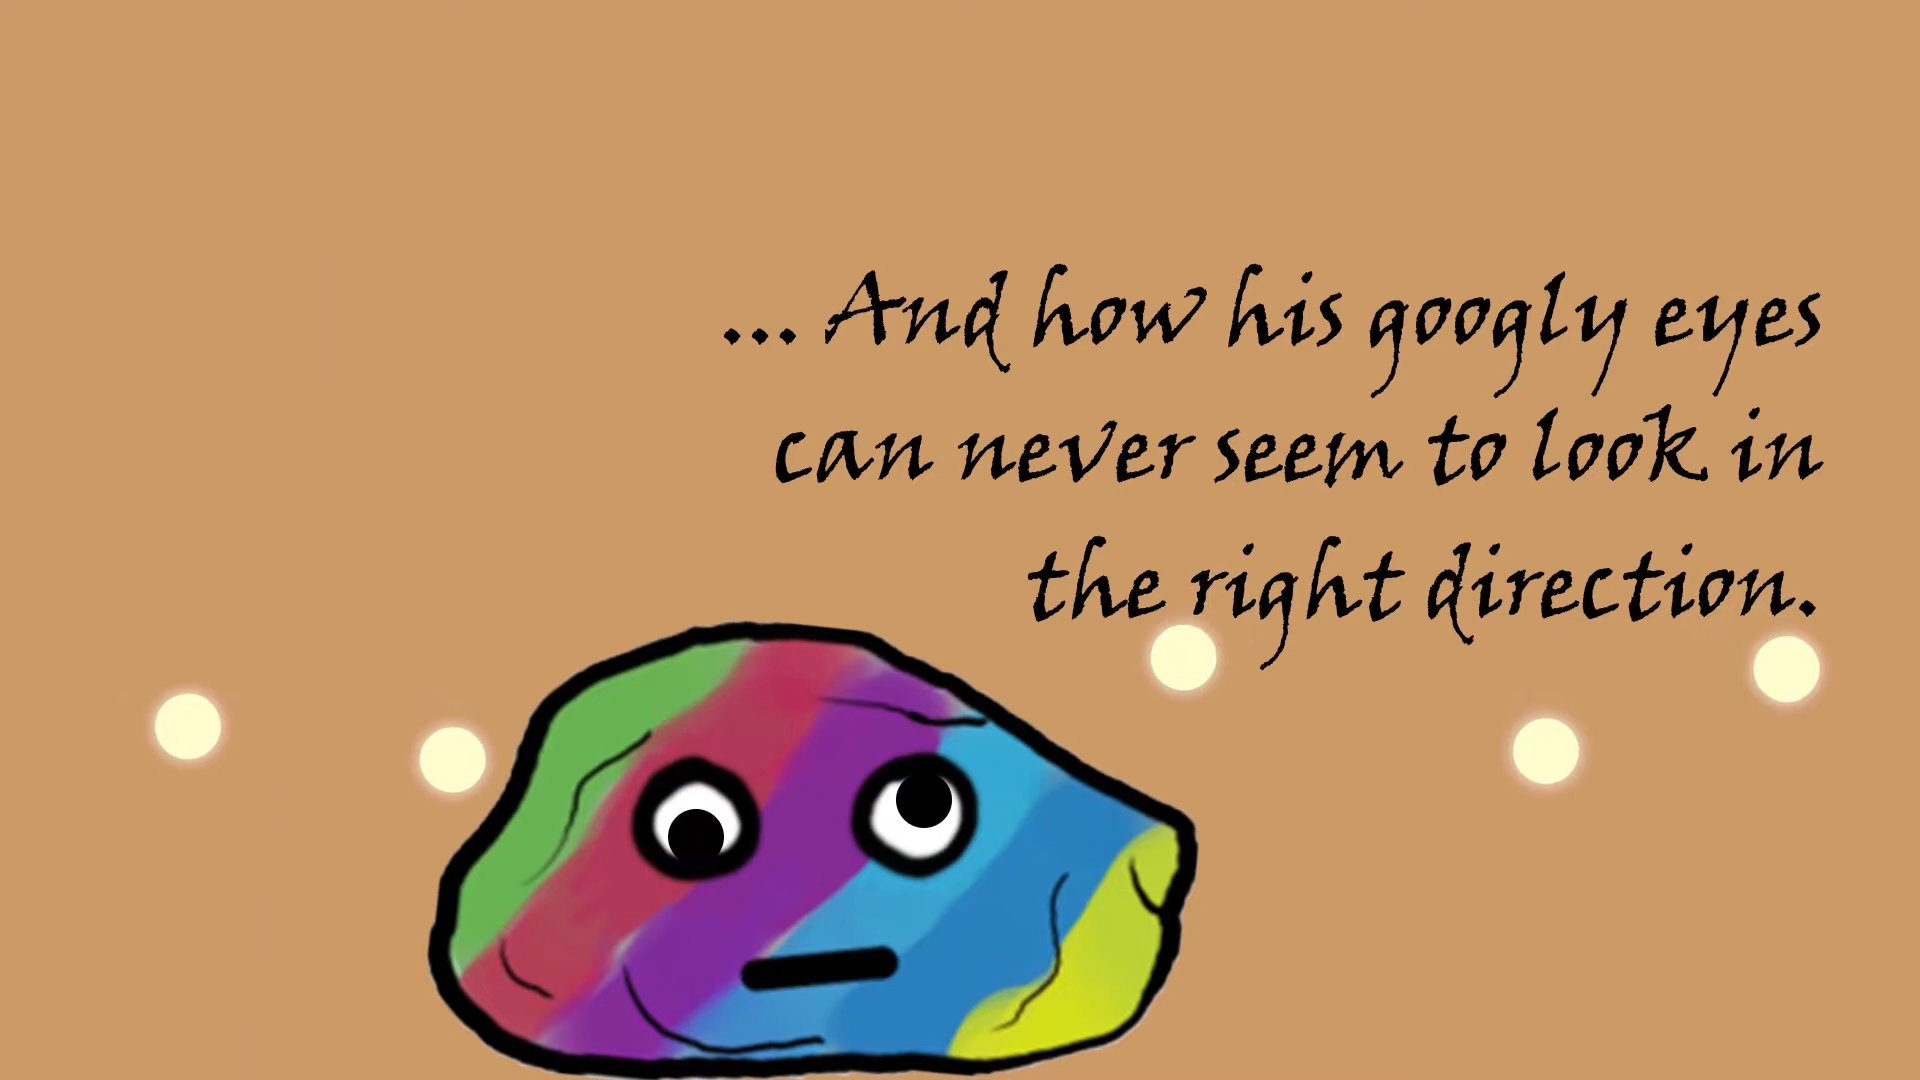 ... And how his googly eyes
can never seem to look in
the right direction.